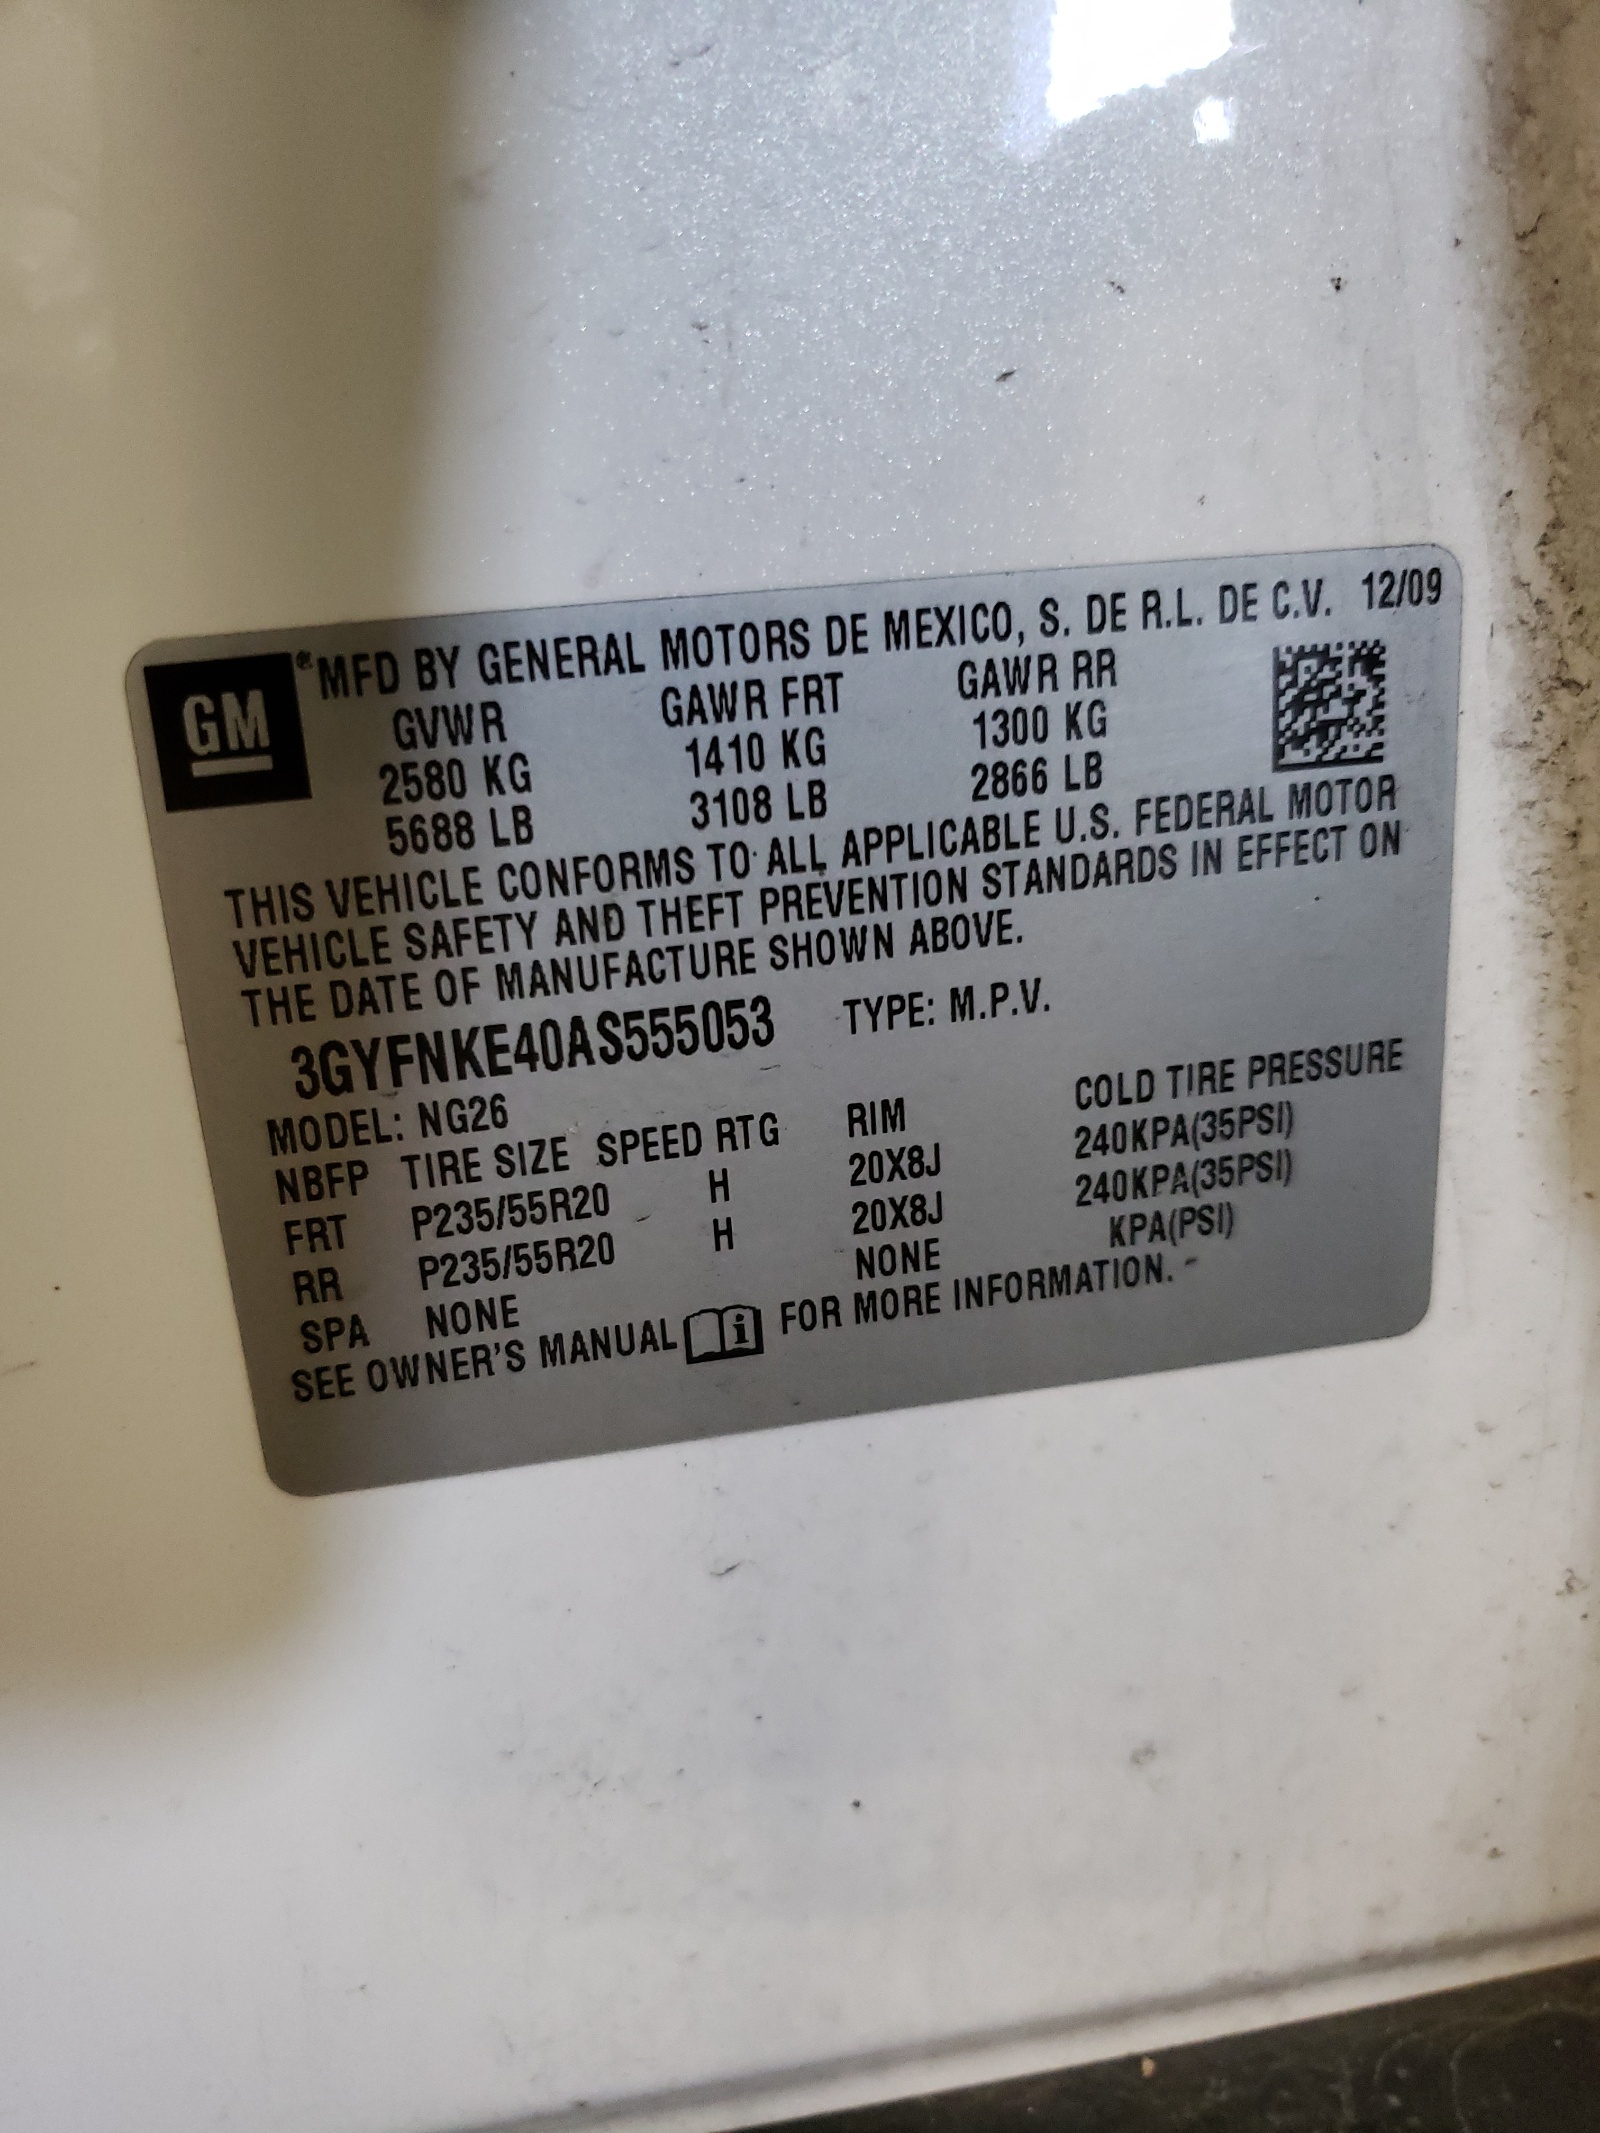 GM
® MFD BY GENERAL MOTORS DE MEXICO, S. DE R.L. DE C.V. 12/09
GVWR GAWR FRT GAWR RR
2580 KG 1410 KG 1300 KG
5688 LB 3108 LB 2866 LB
THIS VEHICLE CONFORMS TO ALL APPLICABLE U.S. FEDERAL MOTOR
VEHICLE SAFETY AND THEFT PREVENTION STANDARDS IN EFFECT ON
THE DATE OF MANUFACTURE SHOWN ABOVE.
3GYFNKE40AS555053 TYPE: M.P.V.
MODEL: NG26
NBFP TIRE SIZE SPEED RTG RIM COLD TIRE PRESSURE
FRT P235/55R20 H 20X8J 240KPA(35PSI)
RR P235/55R20 H 20X8J 240KPA(35PSI)
SPA NONE NONE KPA(PSI)
SEE OWNER'S MANUAL i FOR MORE INFORMATION.